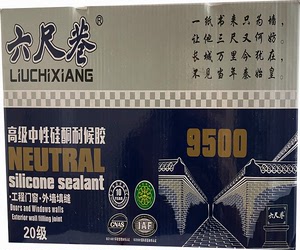 六尺巷®
LIUCHIXIANG
一纸书来只为墙
让他三尺又何妨
长城万里今犹在
不见当年秦始皇
高级中性硅酮耐候胶
NEUTRAL
silicone sealant
·工程门窗·外墙填缝
Doors and Windows walls
Exterior wall filling joint
20级
9500
10
CNAS
IAF
六尺巷